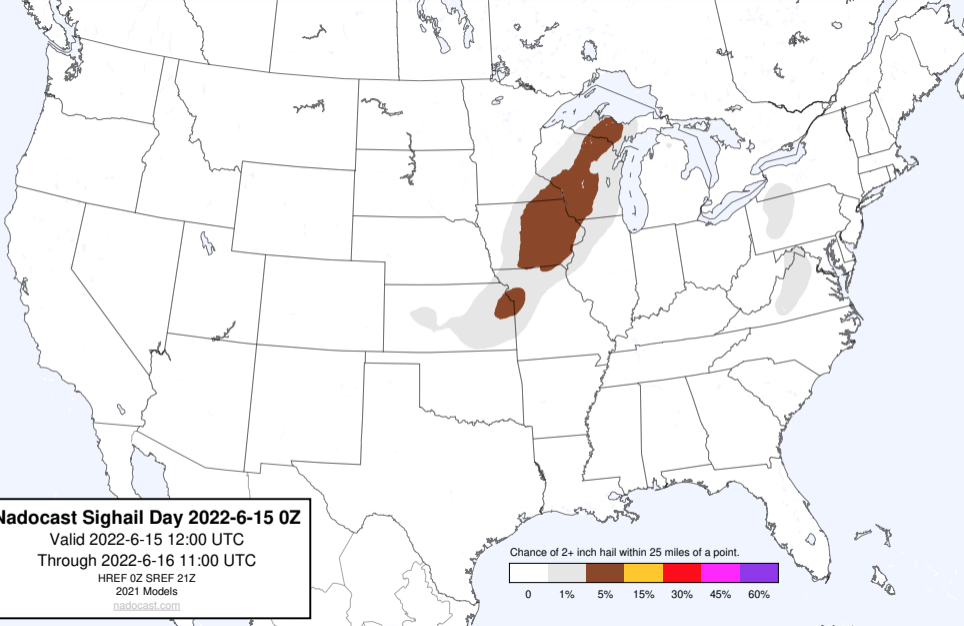 Nadocast Sighail Day 2022-6-15 0Z
Valid 2022-6-15 12:00 UTC
Through 2022-6-16 11:00 UTC
HREF 0Z SREF 21Z
2021 Models
nadocast.com
Chance of 2+ inch hail within 25 miles of a point.
0 1% 5% 15% 30% 45% 60%